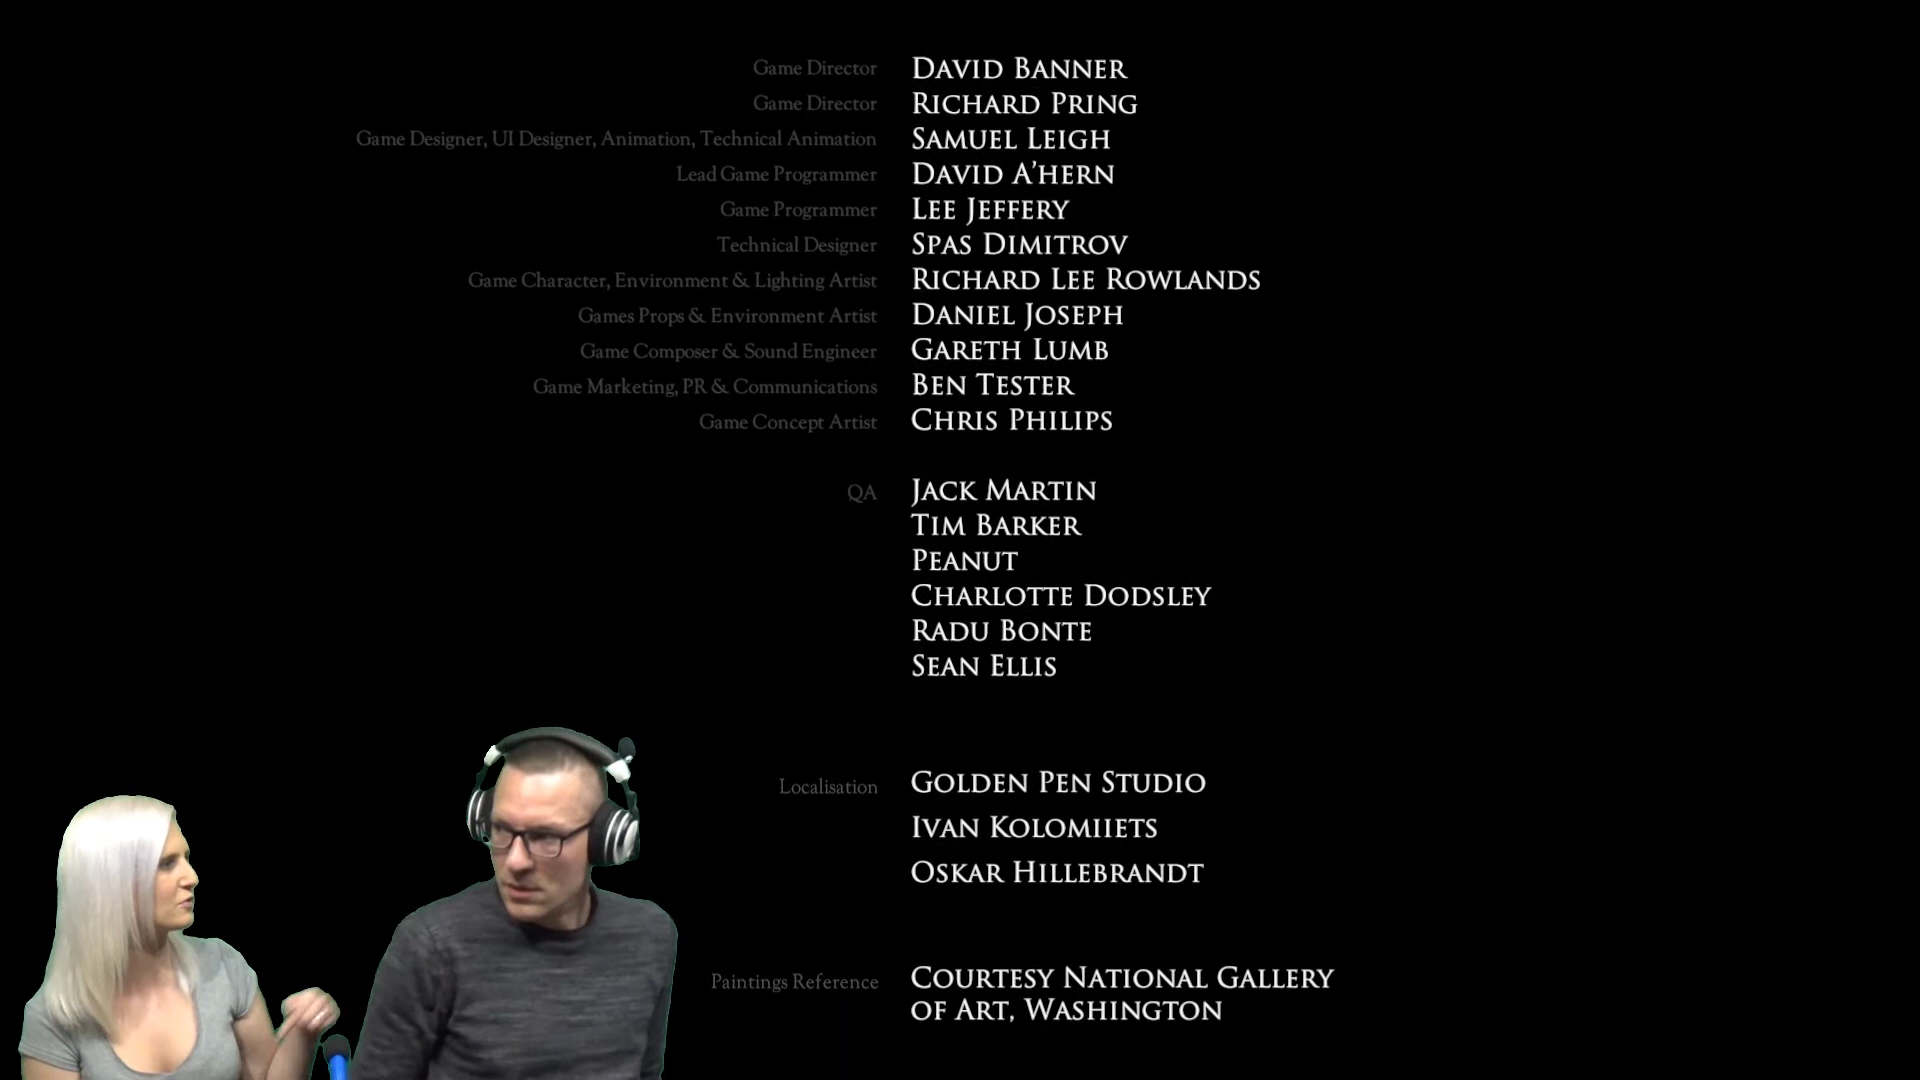 Game Director DAVID BANNER
Game Director RICHARD PRING
Game Designer, UI Designer, Animation, Technical Animation SAMUEL LEIGH
Lead Game Programmer DAVID A'HERN
Game Programmer LEE JEFFERY
Technical Designer SPAS DIMITROV
Game Character, Environment & Lighting Artist RICHARD LEE ROWLANDS
Games Props & Environment Artist DANIEL JOSEPH
Game Composer & Sound Engineer GARETH LUMB
Game Marketing, PR & Communications BEN TESTER
Game Concept Artist CHRIS PHILIPS
QA JACK MARTIN
TIM BARKER
PEANUT
CHARLOTTE DODSLEY
RADU BONTE
SEAN ELLIS
Localisation GOLDEN PEN STUDIO
IVAN KOLOMIIETS
OSKAR HILLEBRANDT
Paintings Reference COURTESY NATIONAL GALLERY
OF ART, WASHINGTON